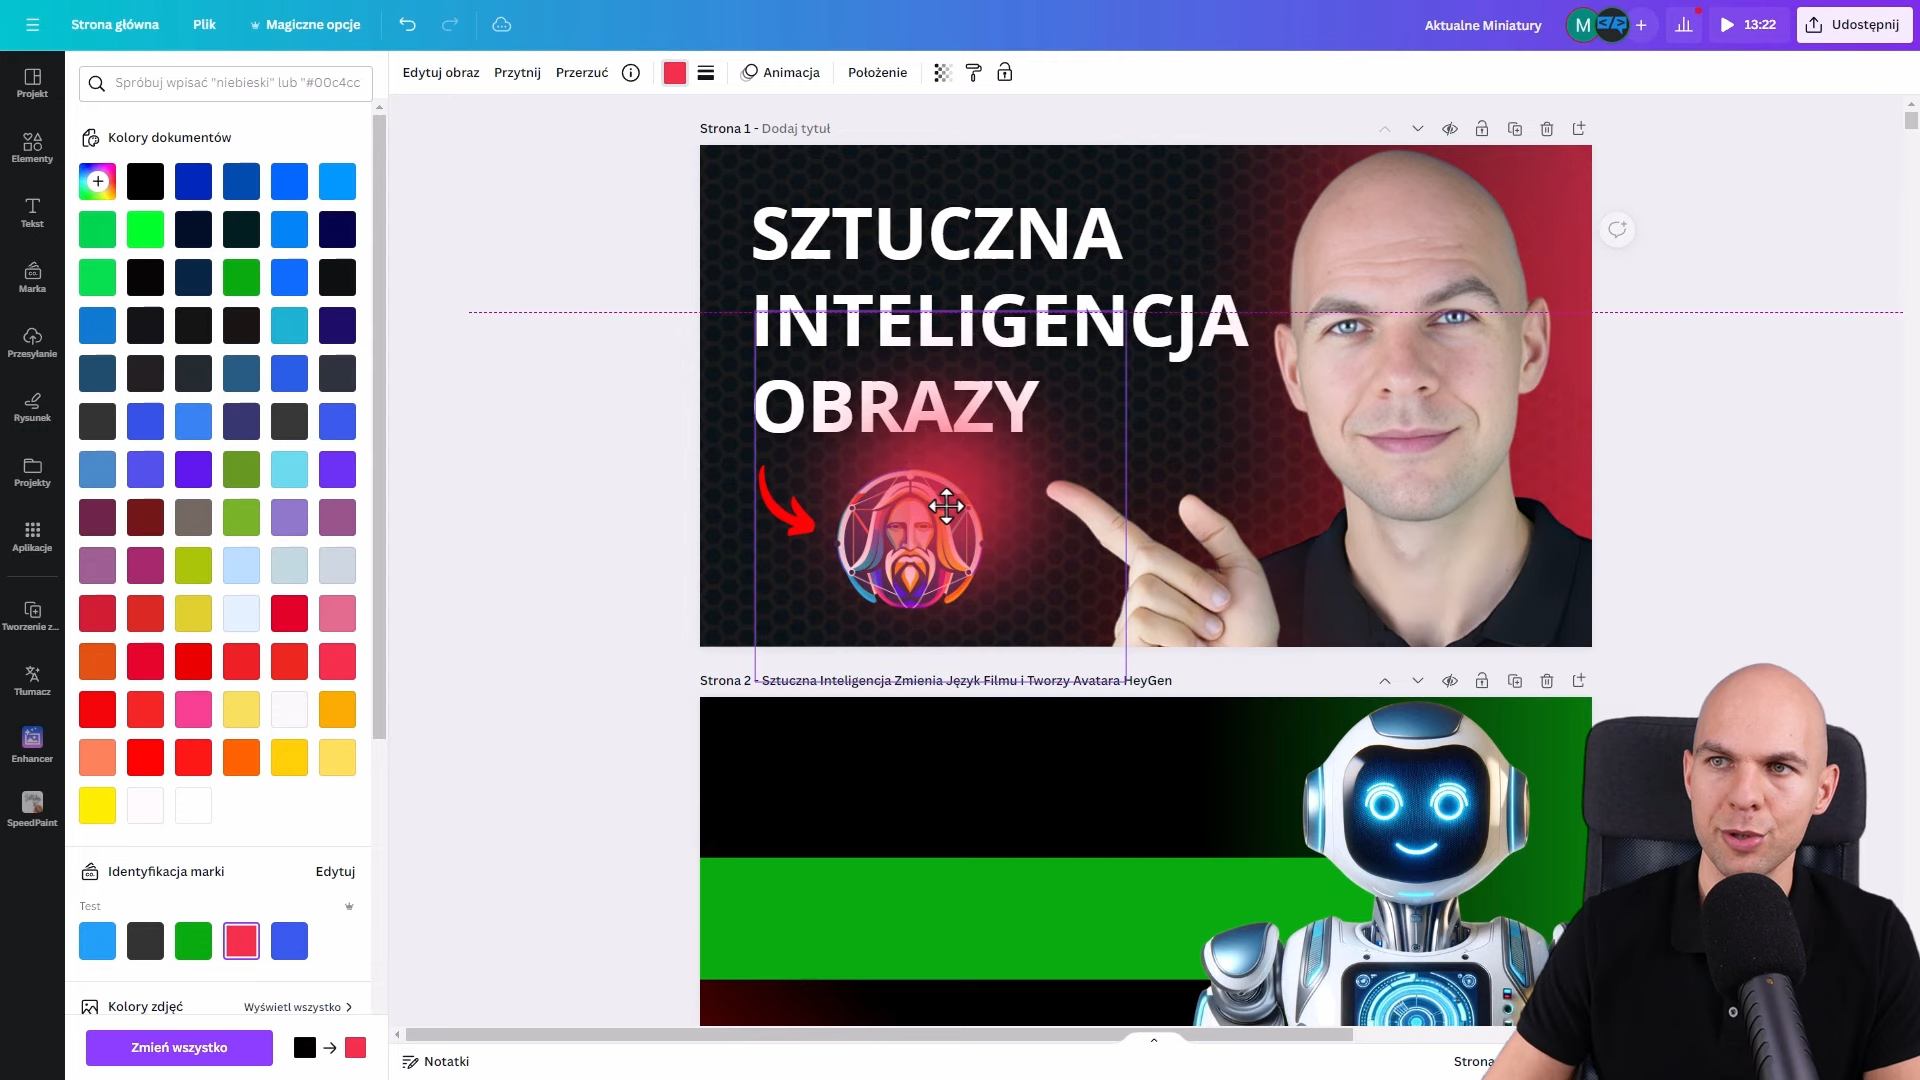 Strona główna
Plik
Magiczne opcje
Aktualne Miniatury
M
13:22
Udostępnij
Projekt
Elementy
Tekst
Marka
Przesyłanie
Rysunek
Projekty
Aplikacje
Tworzenie z...
Tłumacz
Enhancer
SpeedPaint
Spróbuj wpisać "niebieski" lub "#00c4cc
Kolory dokumentów
Identyfikacja marki
Edytuj
Test
Kolory zdjęć
Wyświetl wszystko
Zmień wszystko
Edytuj obraz
Przytnij
Przerzuć
Animacja
Położenie
Strona 1 - Dodaj tytuł
SZTUCZNA
INTELIGENCJA
OBRAZY
Strona 2 - Sztuczna Inteligencja Zmienia Język Filmu i Tworzy Avatara HeyGen
Notatki
Strona